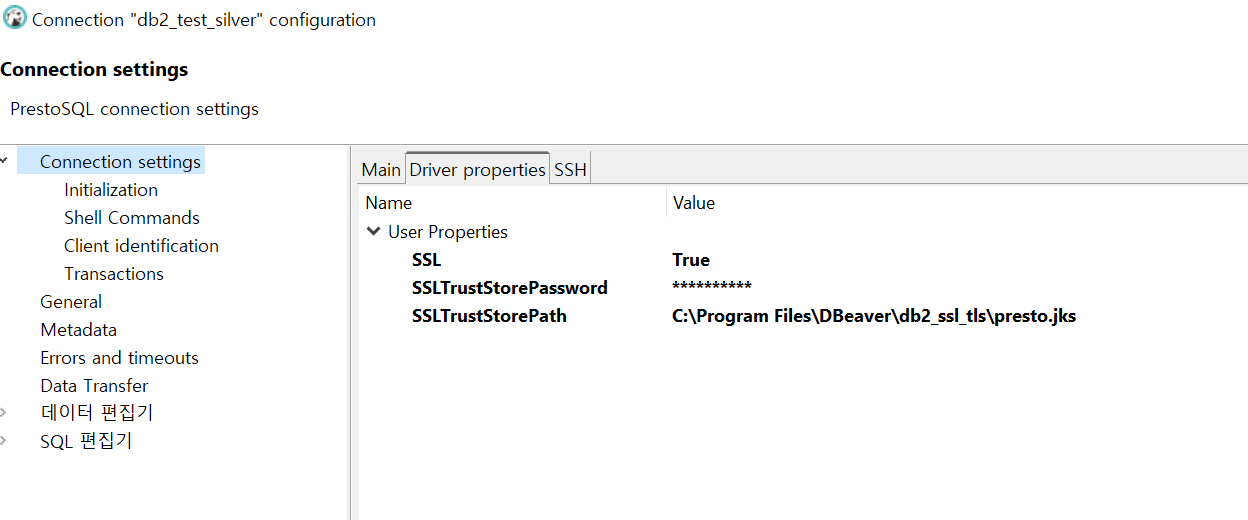 Connection "db2_test_silver" configuration
Connection settings
PrestoSQL connection settings
Connection settings
Initialization
Shell Commands
Client identification
Transactions
General
Metadata
Errors and timeouts
Data Transfer
데이터 편집기
SQL 편집기
Main Driver properties SSH
Name Value
User Properties
SSL True
SSLTrustStorePassword **********
SSLTrustStorePath C:\Program Files\DBeaver\db2_ssl_tls\presto.jks